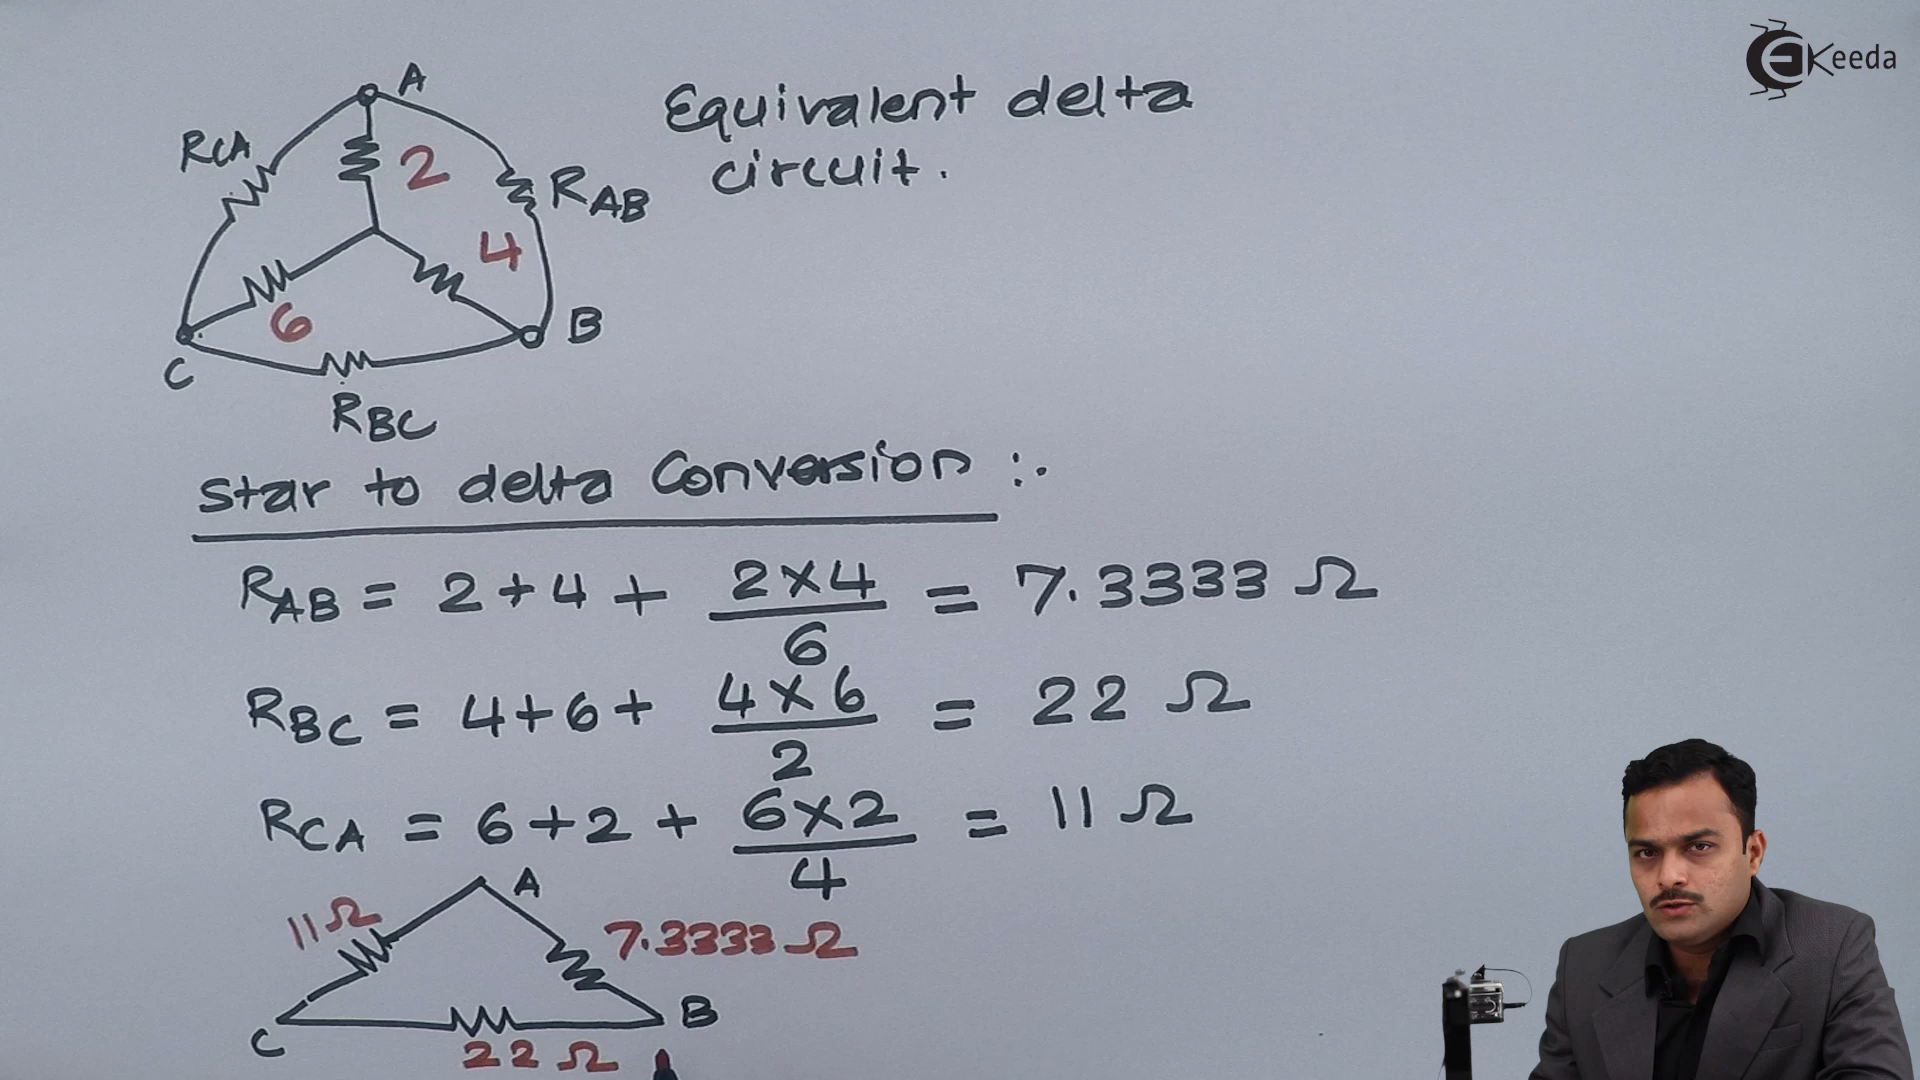 EKeeda
A
Equivalent delta
RCA
2
RAB
circuit.
4
6
B
C
RBC
Star to delta Conversion :.
RAB = 2 + 4 + 2×4/6 = 7.3333 Ω
RBC = 4+6+ 4×6/2 = 22 Ω
RCA = 6+2 + 6×2/4 = 11 Ω
A
11Ω
7.3333 Ω
B
C
22 Ω